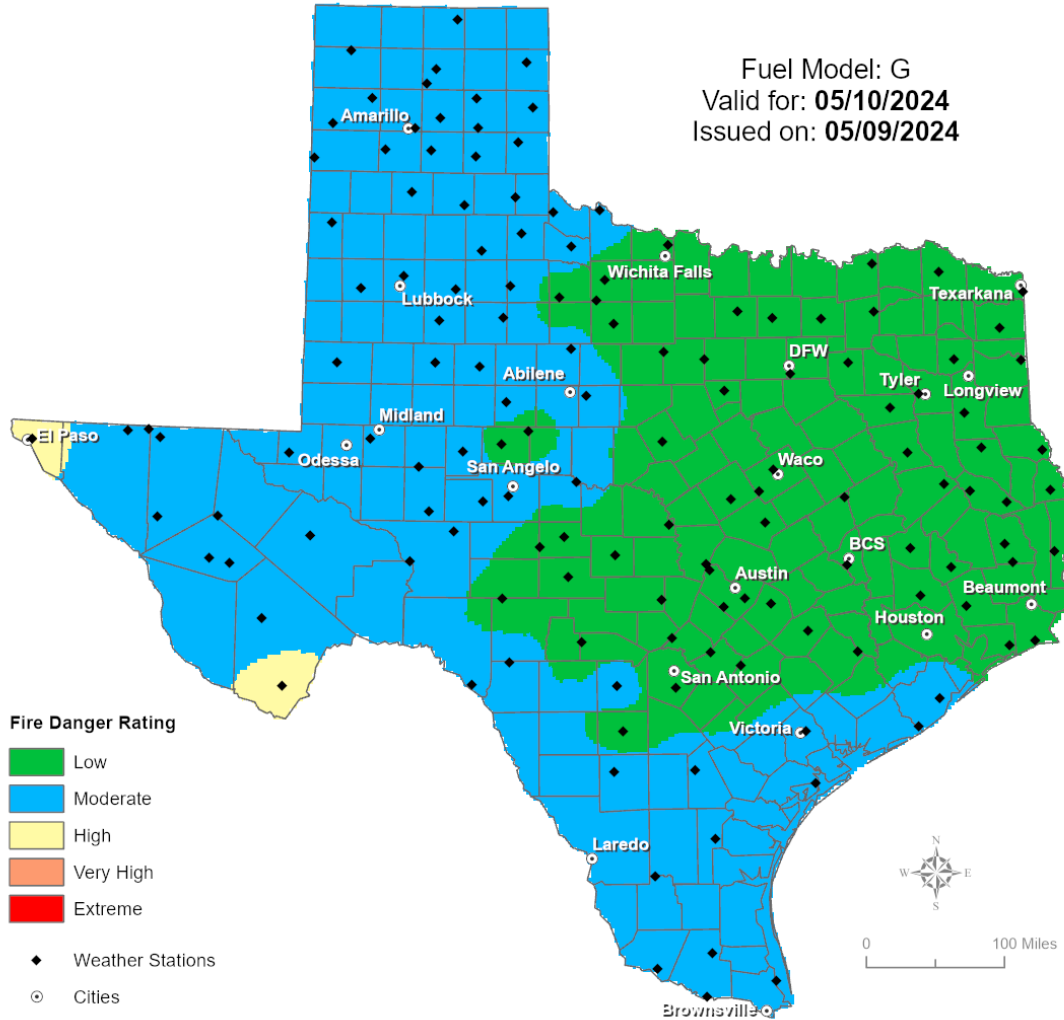 Fuel Model: G
Valid for: 05/10/2024
Issued on: 05/09/2024
Amarillo
Wichita Falls
Lubbock
Texarkana
DFW
Abilene
Tyler
Longview
Midland
El Paso
Odessa
San Angelo
Waco
BCS
Austin
Beaumont
Houston
San Antonio
Victoria
Laredo
Brownsville
Fire Danger Rating
Low
Moderate
High
Very High
Extreme
Weather Stations
Cities
N
W E
S
0 100 Miles